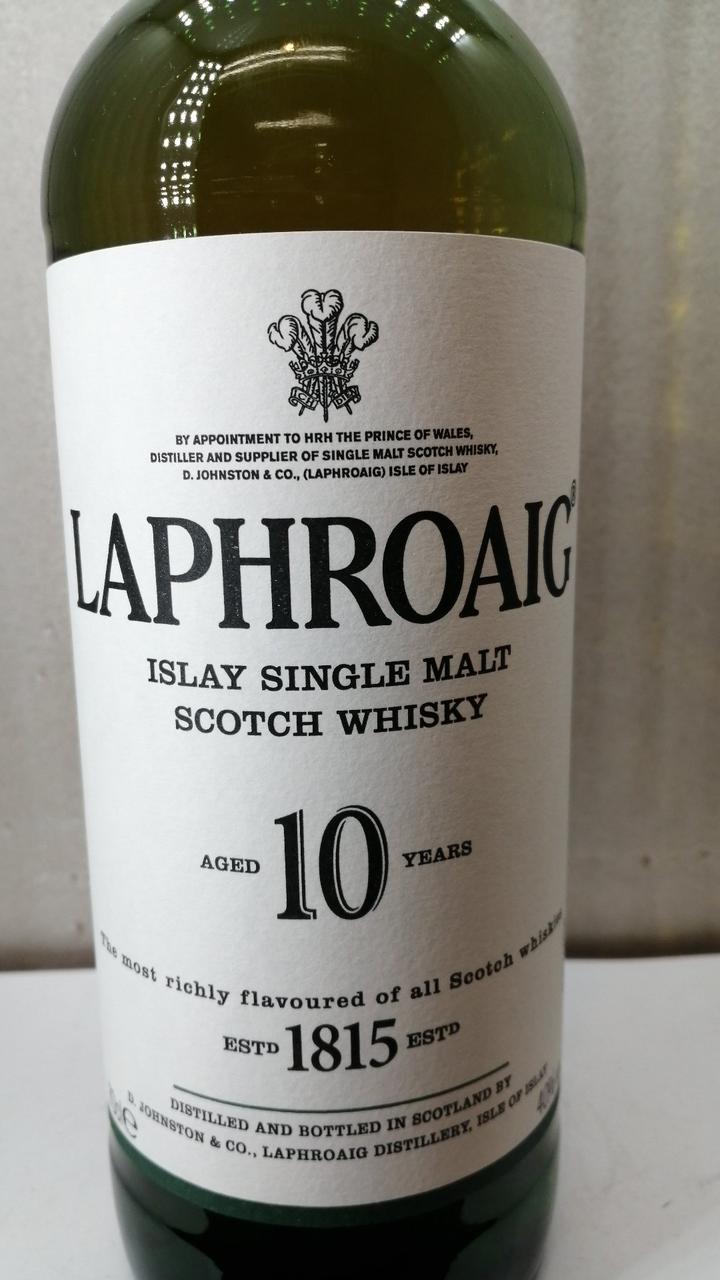 ICH DIEN
BY APPOINTMENT TO HRH THE PRINCE OF WALES,
DISTILLER AND SUPPLIER OF SINGLE MALT SCOTCH WHISKY,
D. JOHNSTON & CO., (LAPHROAIG) ISLE OF ISLAY
LAPHROAIG®
ISLAY SINGLE MALT
SCOTCH WHISKY
AGED 10 YEARS
The most richly flavoured of all Scotch whiskies
ESTD 1815 ESTD
DISTILLED AND BOTTLED IN SCOTLAND BY
D. JOHNSTON & CO., LAPHROAIG DISTILLERY, ISLE OF ISLAY